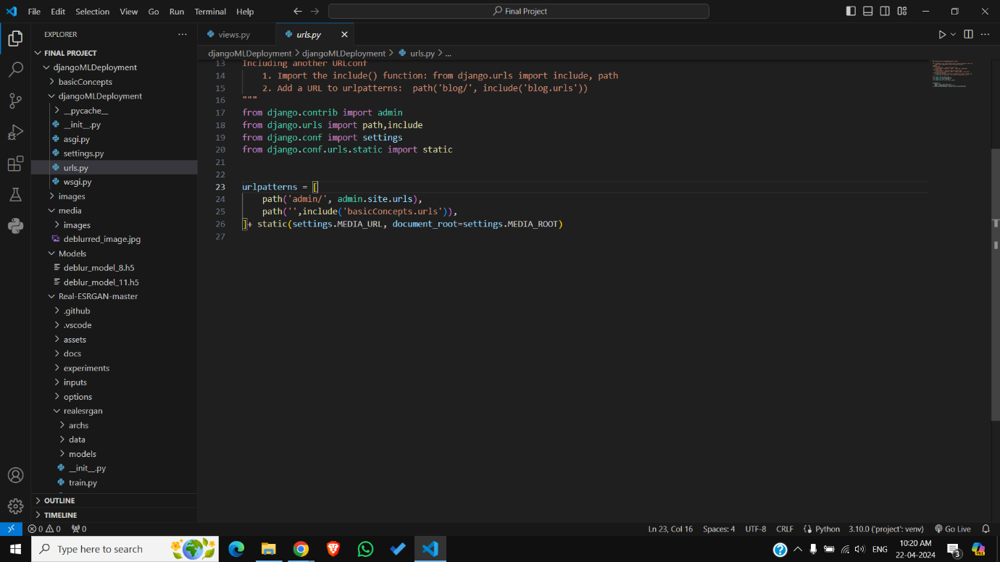 File Edit Selection View Go Run Terminal Help
Final Project
EXPLORER
views.py
urls.py
FINAL PROJECT
djangoMLDeployment > djangoMLDeployment > urls.py > ...
djangoMLDeployment
basicConcepts
djangoMLDeployment
__pycache__
__init__.py
asgi.py
settings.py
urls.py
wsgi.py
images
media
images
deblurred_image.jpg
Models
deblur_model_8.h5
deblur_model_11.h5
Real-ESRGAN-master
.github
.vscode
assets
docs
experiments
inputs
options
realesrgan
archs
data
models
__init__.py
train.py
OUTLINE
TIMELINE
13 Including another URLconf
14     1. Import the include() function: from django.urls import include, path
15     2. Add a URL to urlpatterns:  path('blog/', include('blog.urls'))
16 """
17 from django.contrib import admin
18 from django.urls import path,include
19 from django.conf import settings
20 from django.conf.urls.static import static
21
22
23 urlpatterns = [
24     path('admin/', admin.site.urls),
25     path('',include('basicConcepts.urls')),
26 ]+ static(settings.MEDIA_URL, document_root=settings.MEDIA_ROOT)
27
0 0 0
Ln 23, Col 16 Spaces: 4 UTF-8 CRLF Python 3.10.0 ('project': venv) Go Live
Type here to search
ENG
10:20 AM
22-04-2024
3
PRE